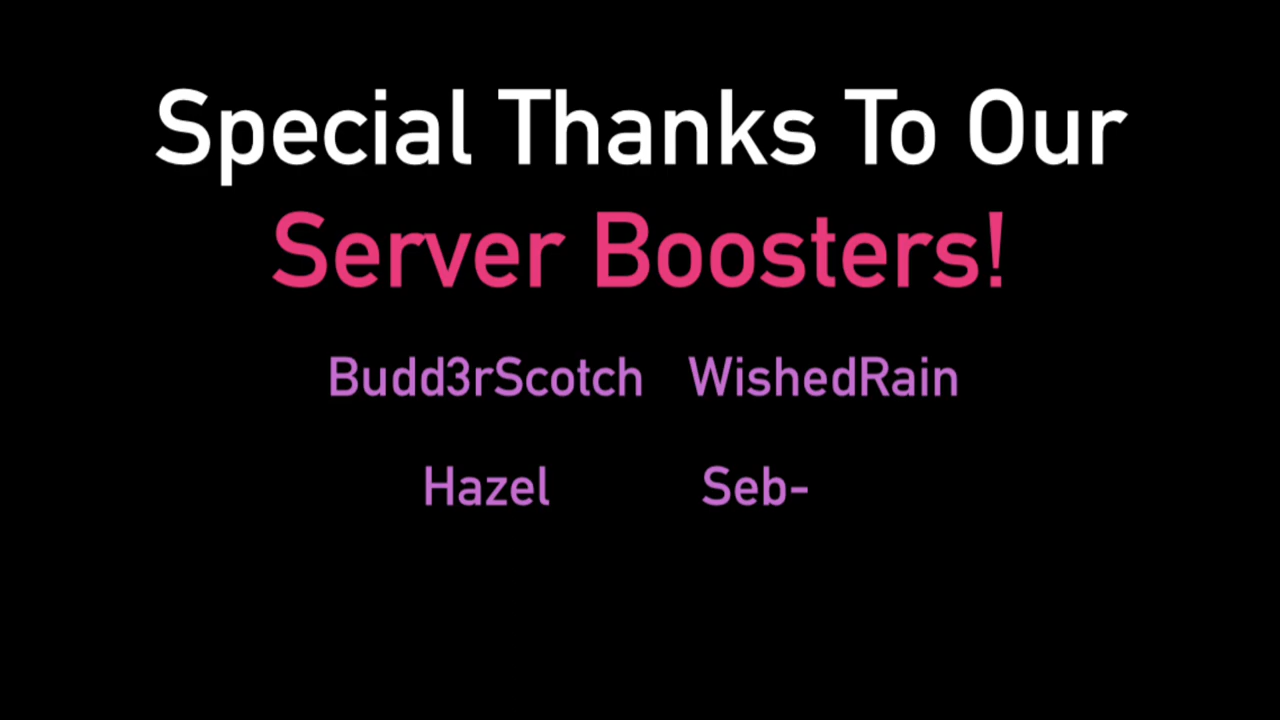 Special Thanks To Our
Server Boosters!
Budd3rScotch WishedRain
Hazel Seb-